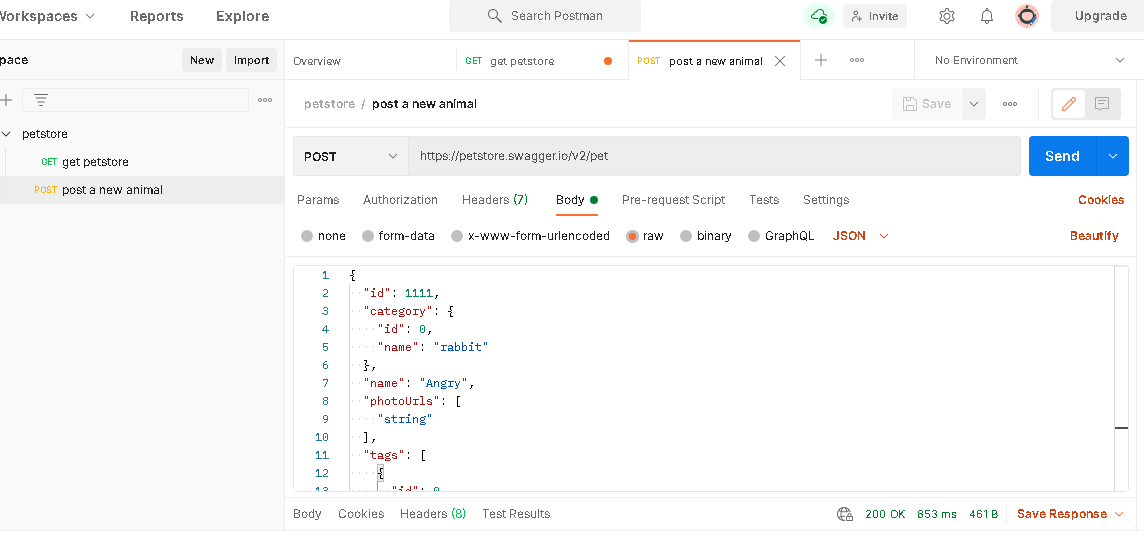 Workspaces Reports Explore Search Postman Invite Upgrade
pace New Import Overview GET get petstore POST post a new animal No Environment
petstore / post a new animal Save
petstore
GET get petstore
POST post a new animal
POST https://petstore.swagger.io/v2/pet Send
Params Authorization Headers (7) Body Pre-request Script Tests Settings Cookies
none form-data x-www-form-urlencoded raw binary GraphQL JSON Beautify
1 {
2 "id": 1111,
3 "category": {
4 "id": 0,
5 "name": "rabbit"
6 },
7 "name": "Angry",
8 "photoUrls": [
9 "string"
10 ],
11 "tags": [
12 {
13 "id": 0
Body Cookies Headers (8) Test Results 200 OK 853 ms 461 B Save Response